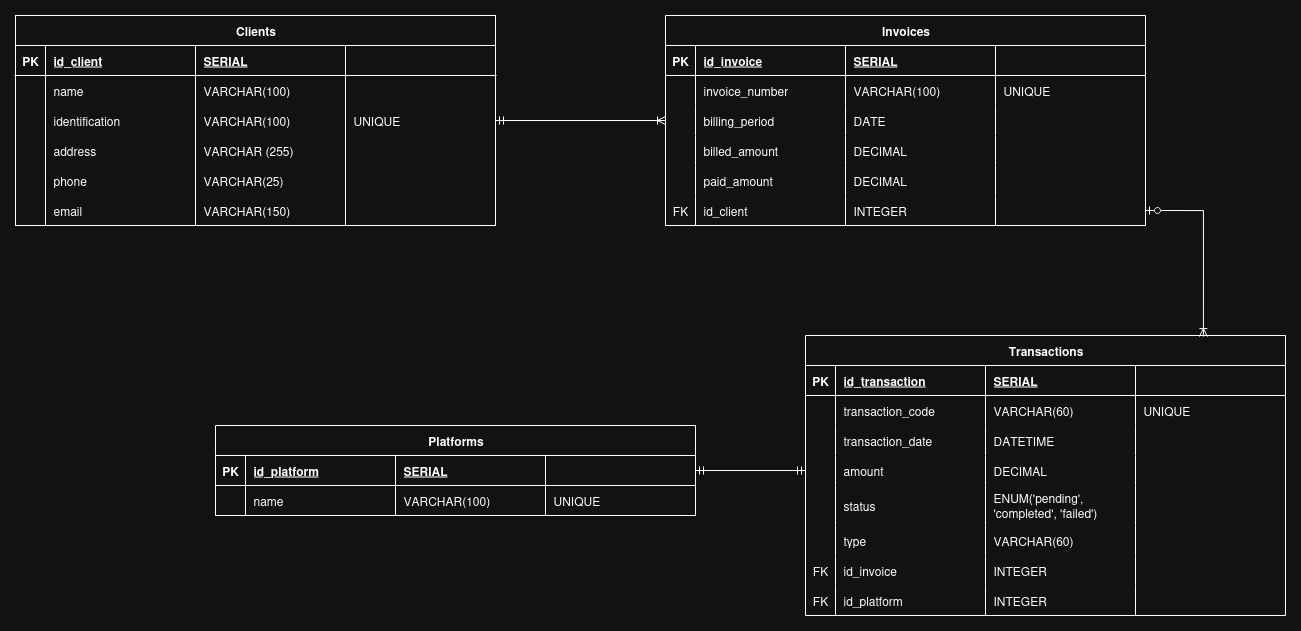 Clients
PK id_client SERIAL
name VARCHAR(100)
identification VARCHAR(100) UNIQUE
address VARCHAR (255)
phone VARCHAR(25)
email VARCHAR(150)
Invoices
PK id_invoice SERIAL
invoice_number VARCHAR(100) UNIQUE
billing_period DATE
billed_amount DECIMAL
paid_amount DECIMAL
FK id_client INTEGER
Platforms
PK id_platform SERIAL
name VARCHAR(100) UNIQUE
Transactions
PK id_transaction SERIAL
transaction_code VARCHAR(60) UNIQUE
transaction_date DATETIME
amount DECIMAL
status ENUM('pending',
'completed', 'failed')
type VARCHAR(60)
FK id_invoice INTEGER
FK id_platform INTEGER